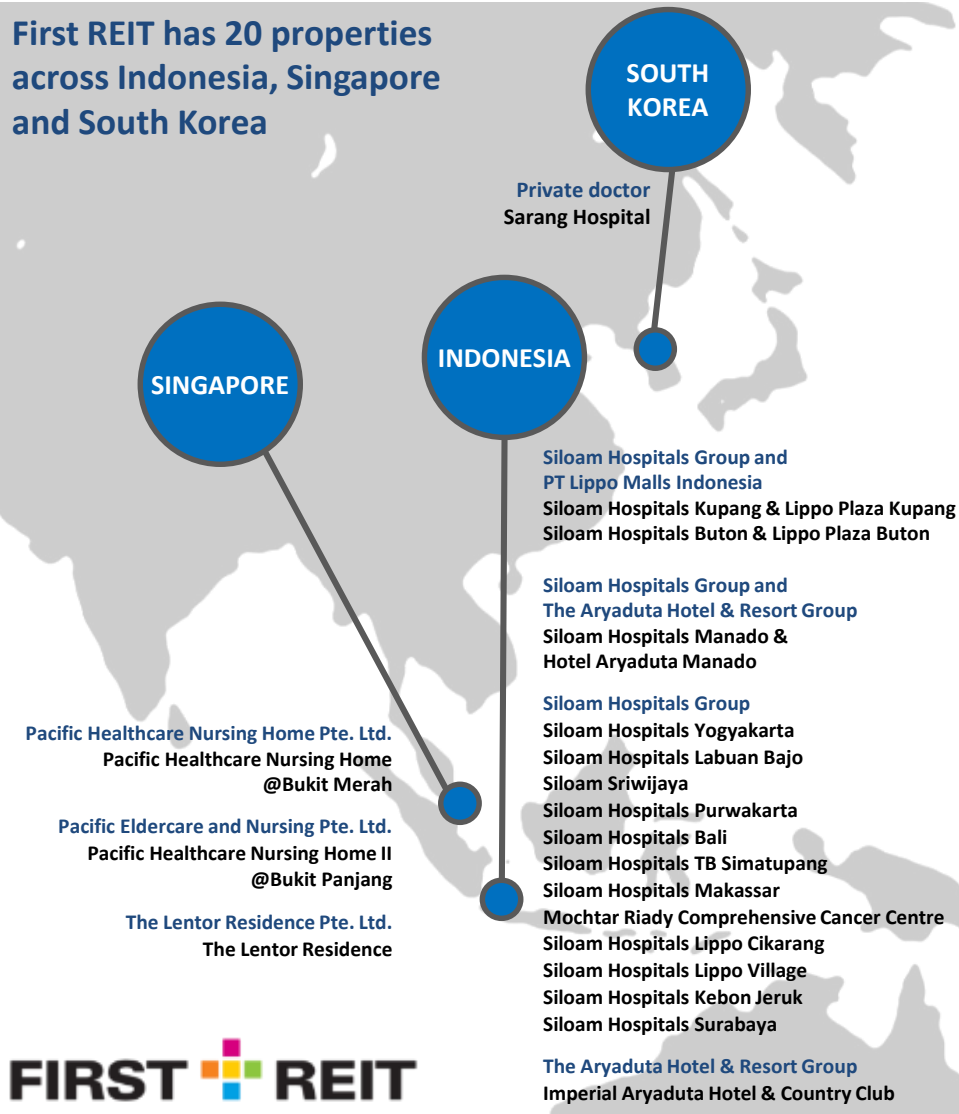 First REIT has 20 properties
across Indonesia, Singapore
and South Korea
SOUTH
KOREA
Private doctor
Sarang Hospital
INDONESIA
SINGAPORE
Siloam Hospitals Group and
PT Lippo Malls Indonesia
Siloam Hospitals Kupang & Lippo Plaza Kupang
Siloam Hospitals Buton & Lippo Plaza Buton
Siloam Hospitals Group and
The Aryaduta Hotel & Resort Group
Siloam Hospitals Manado &
Hotel Aryaduta Manado
Siloam Hospitals Group
Siloam Hospitals Yogyakarta
Siloam Hospitals Labuan Bajo
Siloam Sriwijaya
Siloam Hospitals Purwakarta
Siloam Hospitals Bali
Siloam Hospitals TB Simatupang
Siloam Hospitals Makassar
Mochtar Riady Comprehensive Cancer Centre
Siloam Hospitals Lippo Cikarang
Siloam Hospitals Lippo Village
Siloam Hospitals Kebon Jeruk
Siloam Hospitals Surabaya
The Aryaduta Hotel & Resort Group
Imperial Aryaduta Hotel & Country Club
Pacific Healthcare Nursing Home Pte. Ltd.
Pacific Healthcare Nursing Home
@Bukit Merah
Pacific Eldercare and Nursing Pte. Ltd.
Pacific Healthcare Nursing Home II
@Bukit Panjang
The Lentor Residence Pte. Ltd.
The Lentor Residence
FIRST REIT